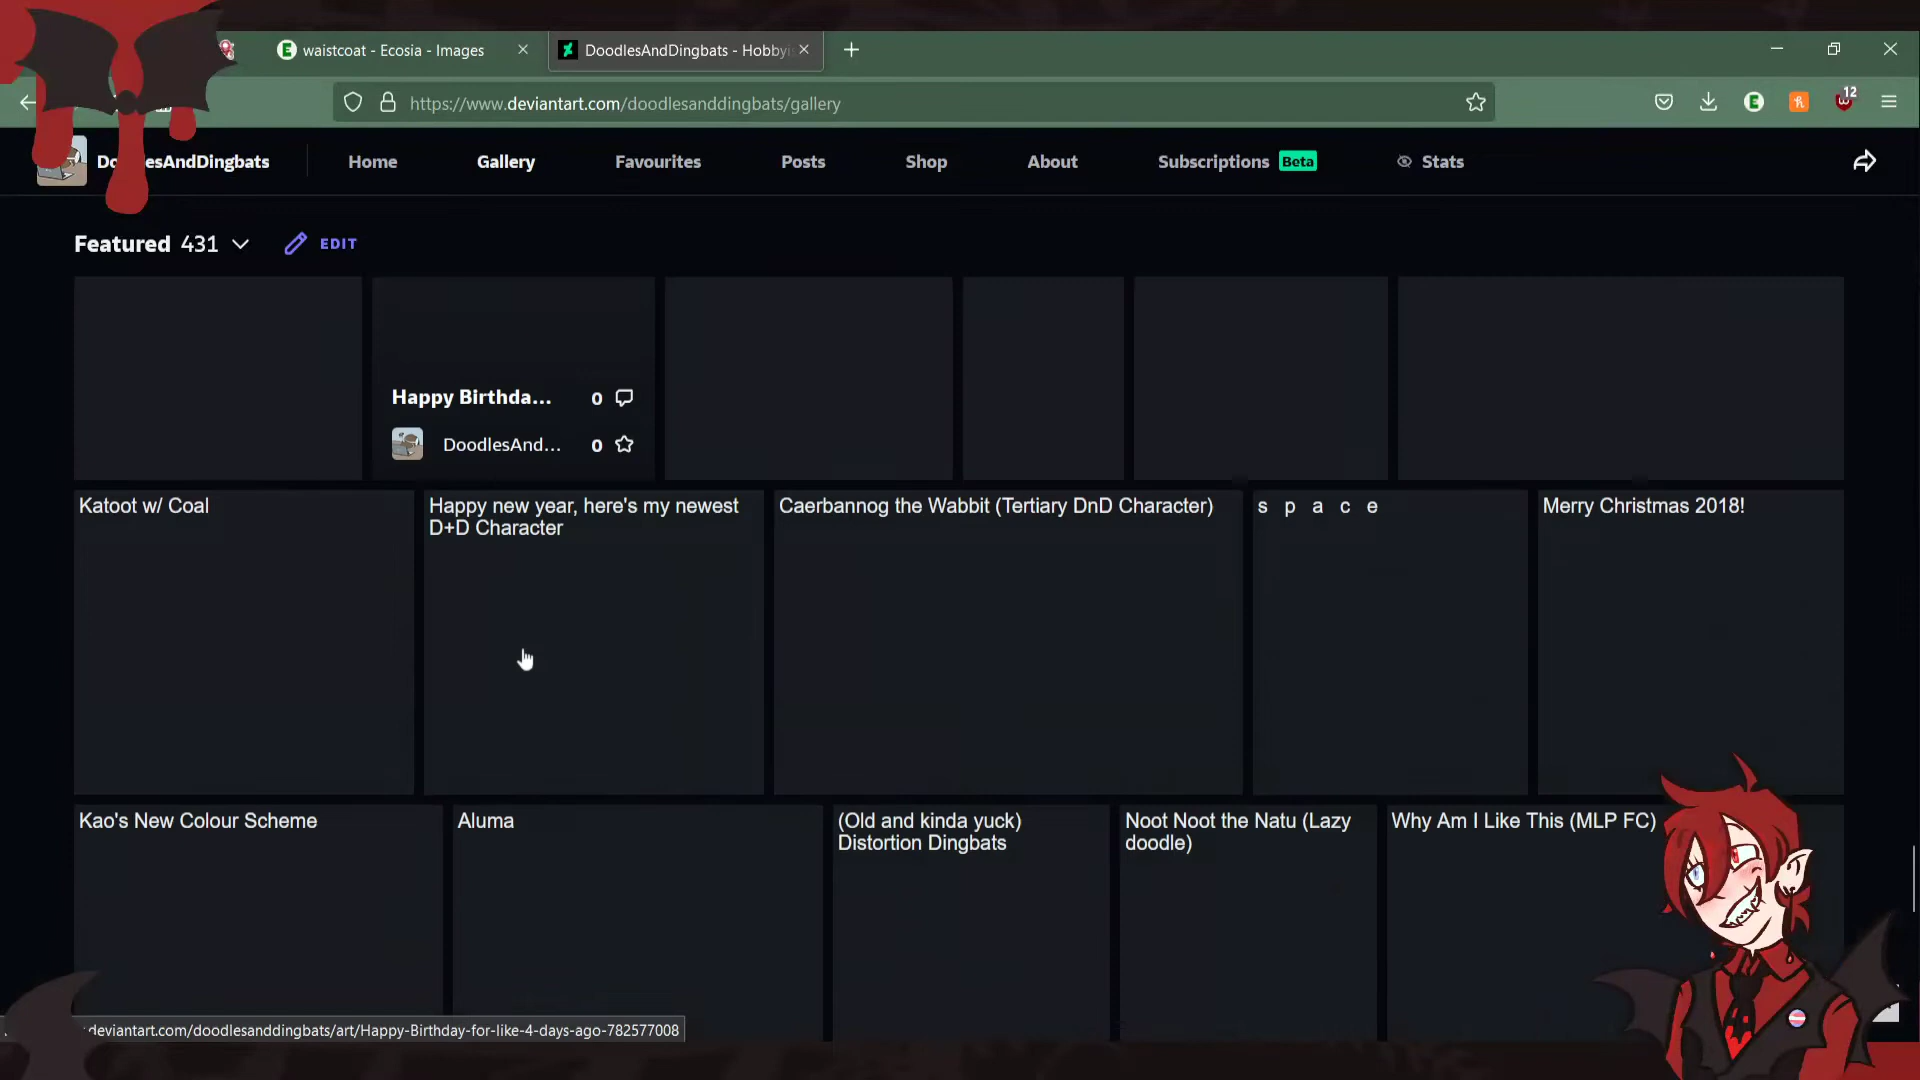 waistcoat - Ecosia - Images
DoodlesAndDingbats - Hobbyi
https://www.deviantart.com/doodlesanddingbats/gallery
12
esAndDingbats
Home
Gallery
Favourites
Posts
Shop
About
Subscriptions Beta
Stats
Featured 431
EDIT
Happy Birthda... 0
DoodlesAnd... 0
Katoot w/ Coal
Happy new year, here's my newest
D+D Character
Caerbannog the Wabbit (Tertiary DnD Character)
s p a c e
Merry Christmas 2018!
Kao's New Colour Scheme
Aluma
(Old and kinda yuck)
Distortion Dingbats
Noot Noot the Natu (Lazy
doodle)
Why Am I Like This (MLP FC)
deviantart.com/doodlesanddingbats/art/Happy-Birthday-for-like-4-days-ago-782577008